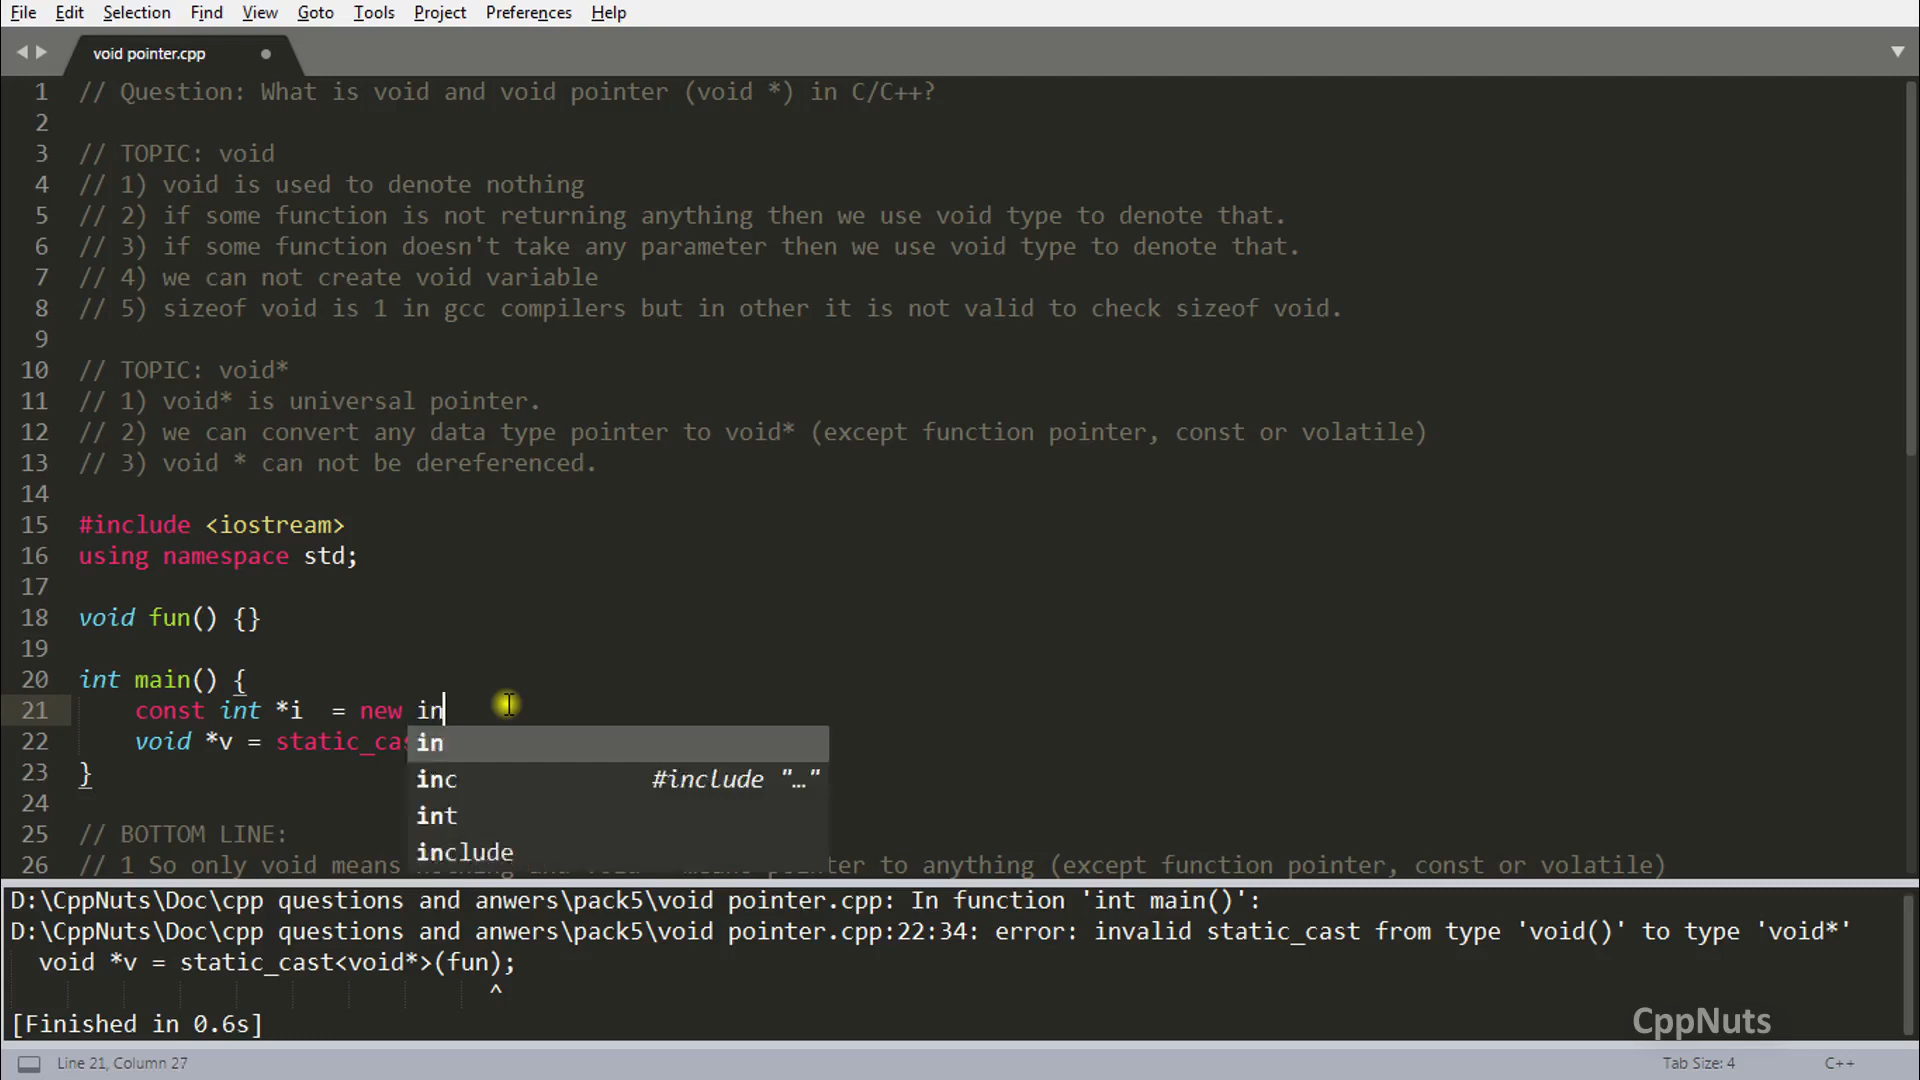 File Edit Selection Find View Goto Tools Project Preferences Help
void pointer.cpp
1 // Question: What is void and void pointer (void *) in C/C++?
2
3 // TOPIC: void
4 // 1) void is used to denote nothing
5 // 2) if some function is not returning anything then we use void type to denote that.
6 // 3) if some function doesn't take any parameter then we use void type to denote that.
7 // 4) we can not create void variable
8 // 5) sizeof void is 1 in gcc compilers but in other it is not valid to check sizeof void.
9
10 // TOPIC: void*
11 // 1) void* is universal pointer.
12 // 2) we can convert any data type pointer to void* (except function pointer, const or volatile)
13 // 3) void * can not be dereferenced.
14
15 #include <iostream>
16 using namespace std;
17
18 void fun() {}
19
20 int main() {
21 const int *i  = new in
22 void *v = static_cas
in
23 }
inc #include "…"
24
int
25 // BOTTOM LINE:
include
26 // 1 So only void means pointer to anything (except function pointer, const or volatile)
D:\CppNuts\Doc\cpp questions and anwers\pack5\void pointer.cpp: In function 'int main()':
D:\CppNuts\Doc\cpp questions and anwers\pack5\void pointer.cpp:22:34: error: invalid static_cast from type 'void()' to type 'void*'
void *v = static_cast<void*>(fun);
^
[Finished in 0.6s]
CppNuts
Line 21, Column 27 Tab Size: 4 C++